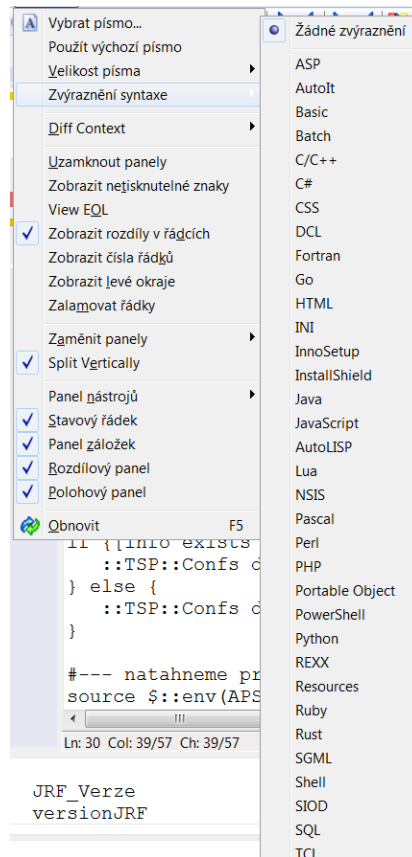 Vybrat písmo...
Použít výchozí písmo
Velikost písma
Zvýraznění syntaxe
Diff Context
Uzamknout panely
Zobrazit netisknutelné znaky
View EOL
Zobrazit rozdíly v řádcích
Zobrazit čísla řádků
Zobrazit levé okraje
Zalamovat řádky
Zaměnit panely
Split Vertically
Panel nástrojů
Stavový řádek
Panel záložek
Rozdílový panel
Polohový panel
Obnovit F5
Žádné zvýraznění
ASP
AutoIt
Basic
Batch
C/C++
C#
CSS
DCL
Fortran
Go
HTML
INI
InnoSetup
InstallShield
Java
JavaScript
AutoLISP
Lua
NSIS
Pascal
Perl
PHP
Portable Object
PowerShell
Python
REXX
Resources
Ruby
Rust
SGML
Shell
SIOD
SQL
TCL
if {[info exists
::TSP::Confs d
} else {
::TSP::Confs d
}
#--- natahneme pr
source $::env(APS
Ln: 30 Col: 39/57 Ch: 39/57
JRF_Verze
versionJRF